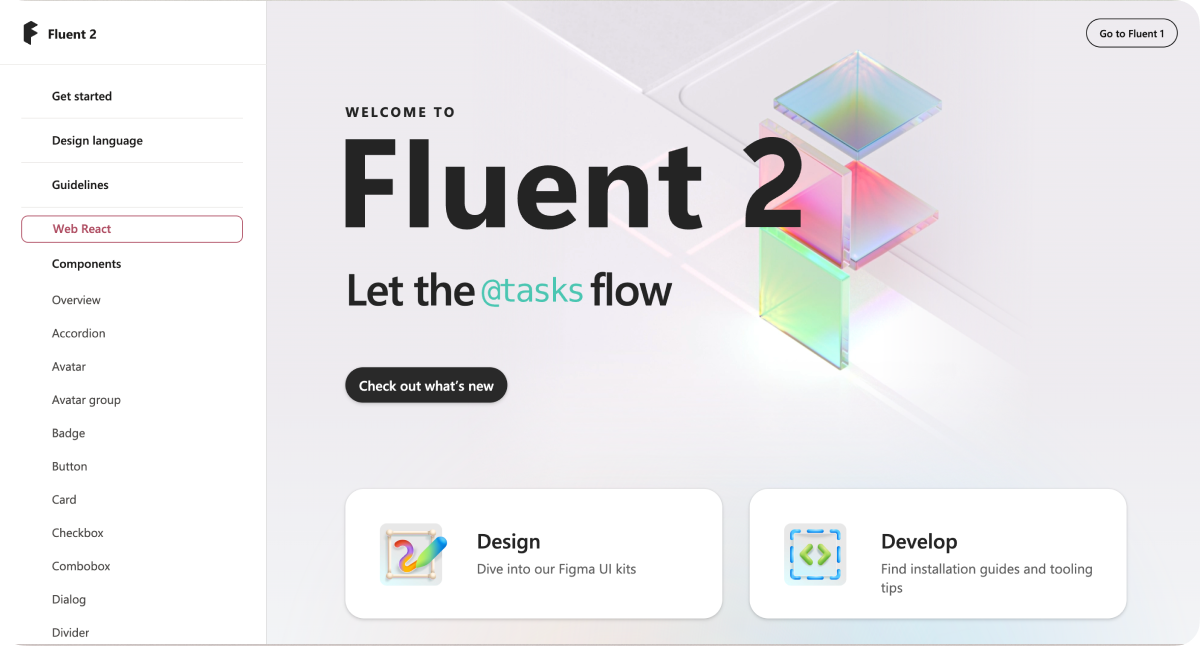 Fluent 2
Get started
Design language
Guidelines
Web React
Components
Overview
Accordion
Avatar
Avatar group
Badge
Button
Card
Checkbox
Combobox
Dialog
Divider
Go to Fluent 1
WELCOME TO
Fluent 2
Let the @tasks flow
Check out what's new
Design
Dive into our Figma UI kits
Develop
Find installation guides and tooling
tips